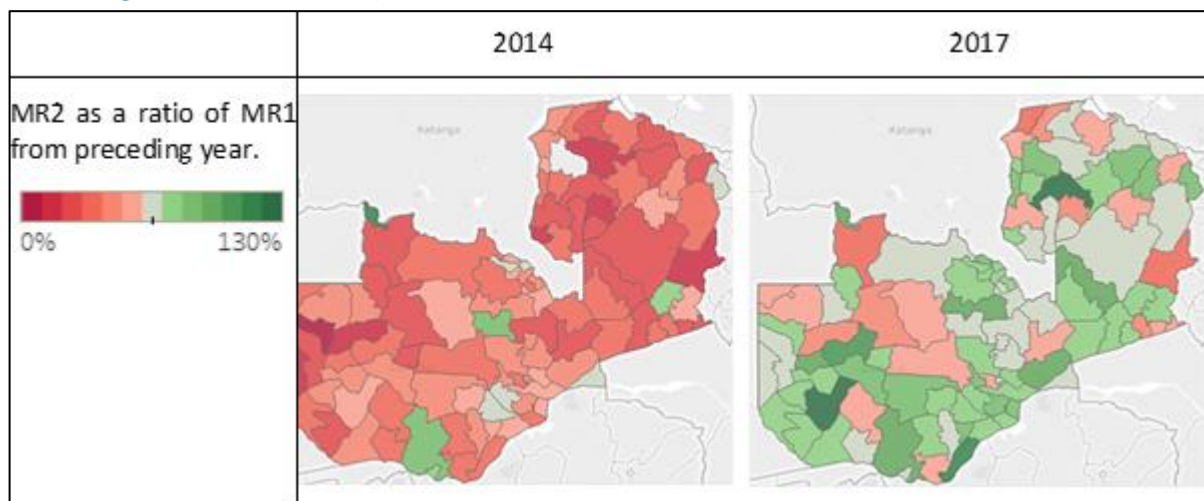 2014
2017
MR2 as a ratio of MR1
from preceding year.
0%
130%
Katanga
Katanga